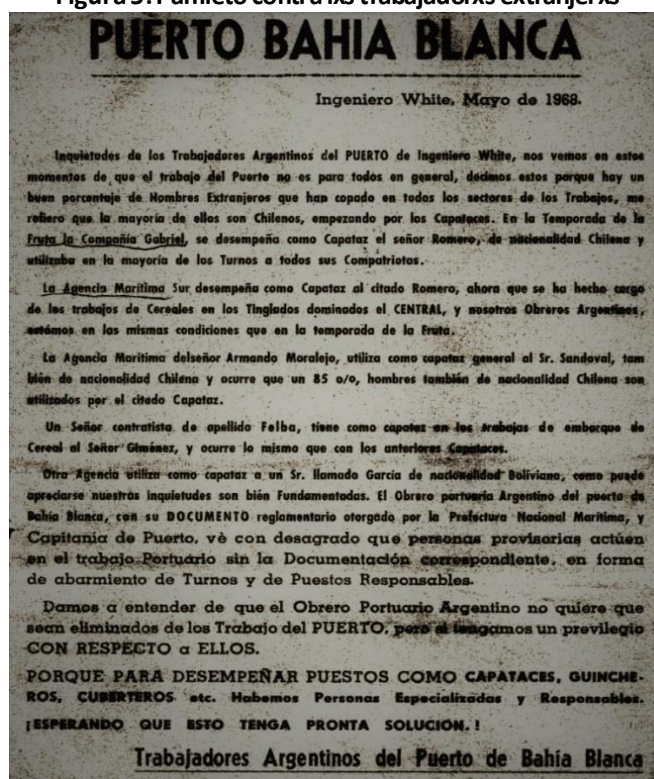 Figura 5: Panfleto contra lxs trabajadorxs extranjerxs
PUERTO BAHIA BLANCA
Ingeniero White, Mayo de 1968.
Inquietudes de los Trabajadores Argentinos del PUERTO de Ingeniero White, nos vemos en estos
momentos de que el trabajo del Puerto no es para todos en general, decimos estos porque hay un
buen porcentaje de Hombres Extranjeros que han copado en todas los sectores de los Trabajos, me
refiero que la mayoría de ellos son Chilenos, empezando por los Capataces. En la Temporada de la
Fruta la Compañia Gabriel, se desempeña como Capataz el señor Romero, de nacionalidad Chilena y
utilizaba en la mayoría de los Turnos a todos sus Compatriotas.
La Agencia Marítima Sur desempeña como Capataz al citado Romero, ahora que se ha hecho cargo
de los trabajos de Cereales en los Tinglados dominados el CENTRAL, y nosotros Obreros Argentinos,
estámos en las mismas condiciones que en la temporada de la Fruta.
La Agencia Maritima delseñor Armando Moralejo, utiliza como capataz general al Sr. Sandoval, tam
bién de nacionalidad Chilena y ocurre que un 85 o/o, hombres también de nacionalidad Chilena son
utilizados por el citado Capataz.
Un Señor contratista de apellido Felba, tiene como capataz en los trabajos de embarque de
Cereal al Señor Giménez, y ocurre lo mismo que con los anteriores Capataces.
Otra Agencia utiliza como capataz a un Sr. llamado García de nacionalidad Boliviano, como puede
apreciarse nuestras inquietudes son bién Fundamentadas. El Obrero portuario Argentino del puerto de
Bahía Blanca, con su DOCUMENTO reglamentario otorgado por la Prefectura Nacional Marítima, y
Capitanía de Puerto, vè con desagrado que personas provisorias actúen
en el trabajo Portuario sin la Documentación correspondiente, en forma
de abarmiento de Turnos y de Puestos Responsables.
Damos a entender de que el Obrero Portuario Argentino no quiere que
sean eliminados de los Trabajo del PUERTO, pero si tengamos un previlegio
CON RESPECTO a ELLOS.
PORQUE PARA DESEMPEÑAR PUESTOS COMO CAPATACES, GUINCHE-
ROS, CUBERTEROS etc. Habemos Personas Especializadas y Responsables.
¡ESPERANDO QUE ESTO TENGA PRONTA SOLUCION.!
Trabajadores Argentinos del Puerto de Bahía Blanca